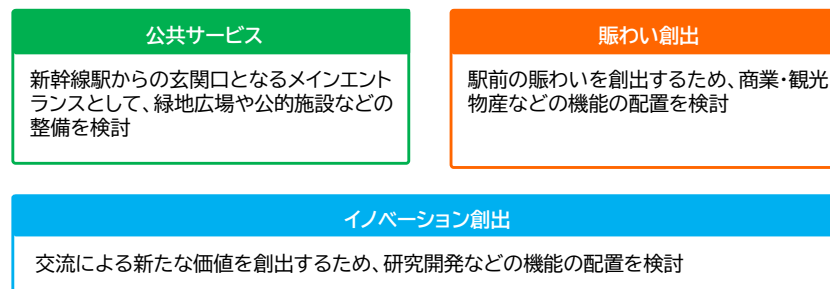 公共サービス
新幹線駅からの玄関口となるメインエント
ランスとして、緑地広場や公的施設などの
整備を検討
賑わい創出
駅前の賑わいを創出するため、商業・観光
物産などの機能の配置を検討
イノベーション創出
交流による新たな価値を創出するため、研究開発などの機能の配置を検討